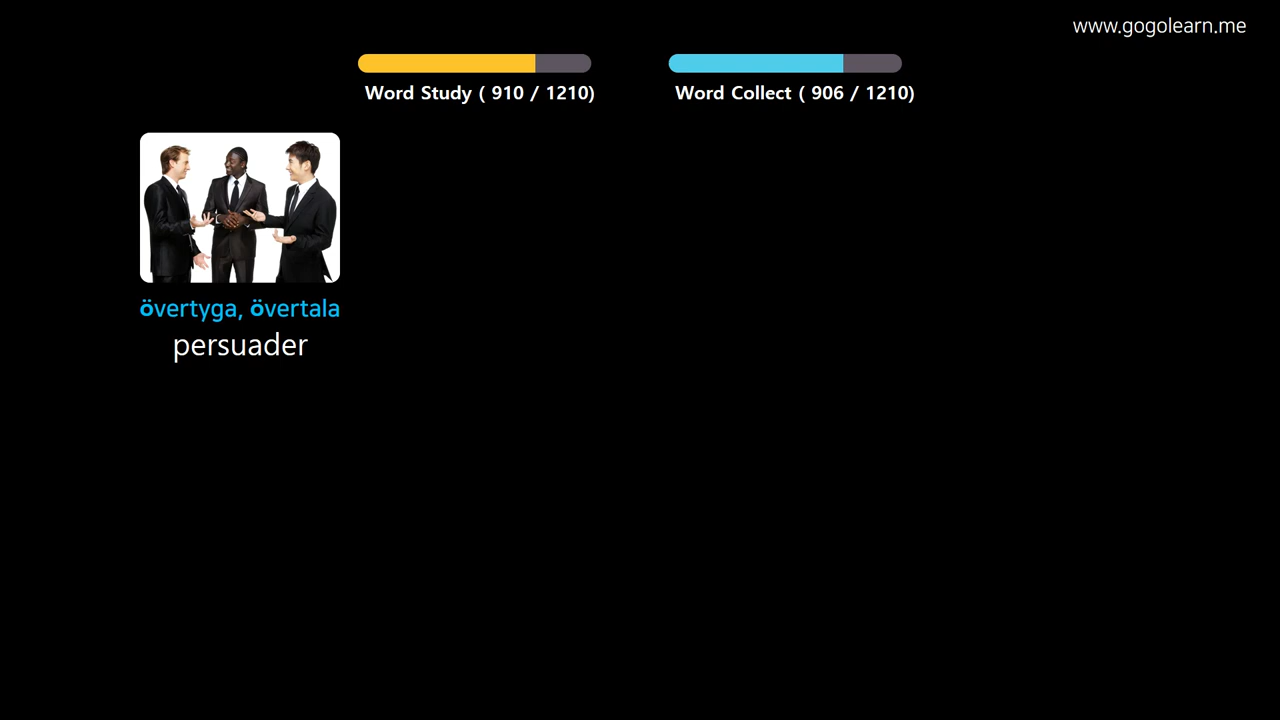 www.gogolearn.me
Word Study ( 910 / 1210)
Word Collect ( 906 / 1210)
övertyga, övertala
persuader